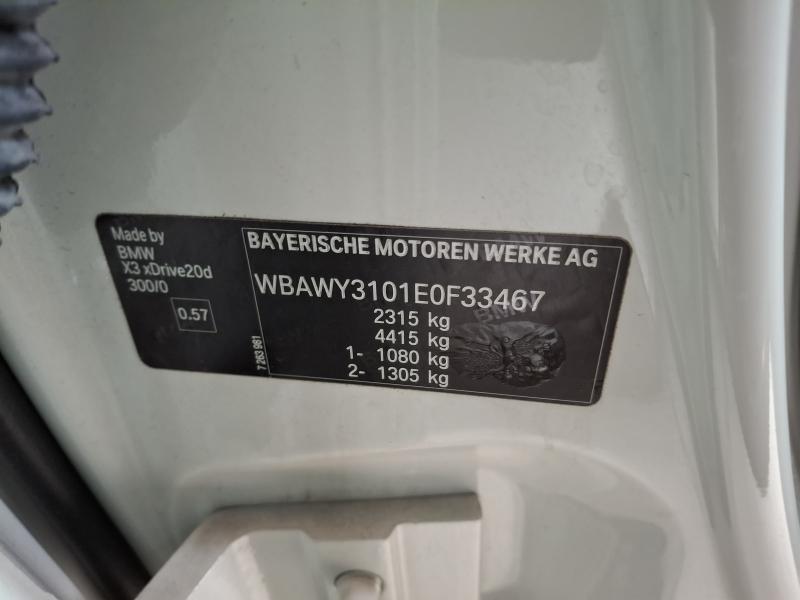 Made by
BMW
X3 xDrive20d
300/0
0.57
7 263 981
BAYERISCHE MOTOREN WERKE AG
WBAWY3101E0F33467
2315 kg
4415 kg
1- 1080 kg
2- 1305 kg
BMW